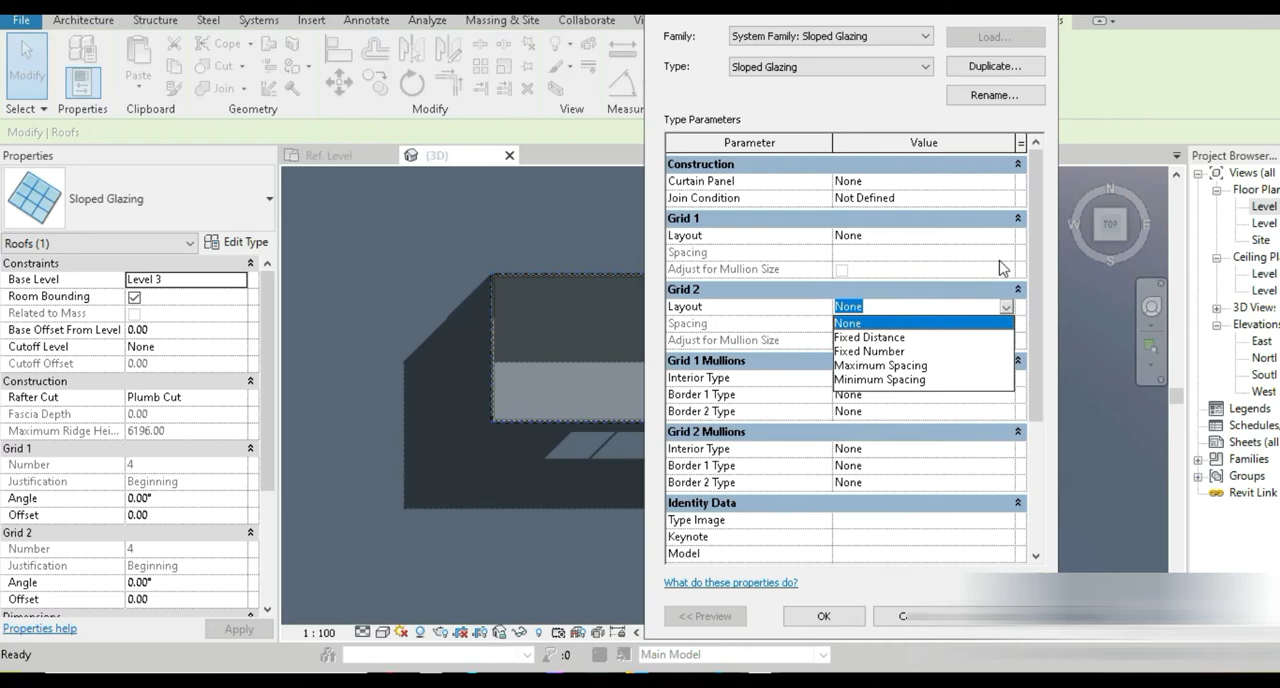 File Architecture Structure Steel Systems Insert Annotate Analyze Massing & Site Collaborate
Modify
Select
Properties
Paste
Clipboard
Cope
Cut
Join
Geometry
Modify
View
Measur
Modify | Roofs
Properties
Sloped Glazing
Roofs (1)
Edit Type
Constraints
Base Level Level 3
Room Bounding
Related to Mass
Base Offset From Level 0.00
Cutoff Level None
Cutoff Offset 0.00
Construction
Rafter Cut Plumb Cut
Fascia Depth 0.00
Maximum Ridge Hei... 6196.00
Grid 1
Number 4
Justification Beginning
Angle 0.00°
Offset 0.00
Grid 2
Number 4
Justification Beginning
Angle 0.00°
Offset 0.00
Properties help
Apply
Ready
Ref. Level
{3D}
1 : 100
:0
Main Model
Family: System Family: Sloped Glazing Load...
Type: Sloped Glazing Duplicate...
Rename...
Type Parameters
Parameter Value =
Construction
Curtain Panel None
Join Condition Not Defined
Grid 1
Layout None
Spacing
Adjust for Mullion Size
Grid 2
Layout None
Spacing
Adjust for Mullion Size
None
Fixed Distance
Fixed Number
Maximum Spacing
Minimum Spacing
Grid 1 Mullions
Interior Type
Border 1 Type None
Border 2 Type None
Grid 2 Mullions
Interior Type None
Border 1 Type None
Border 2 Type None
Identity Data
Type Image
Keynote
Model
What do these properties do?
<< Preview OK
N
W TOP E
S
Project Browser...
Views (all
Floor Plan
Level
Level
Site
Ceiling Pl
Level
Level
3D View
Elevations
East
North
South
West
Legends
Schedules
Sheets (all
Families
Groups
Revit Link